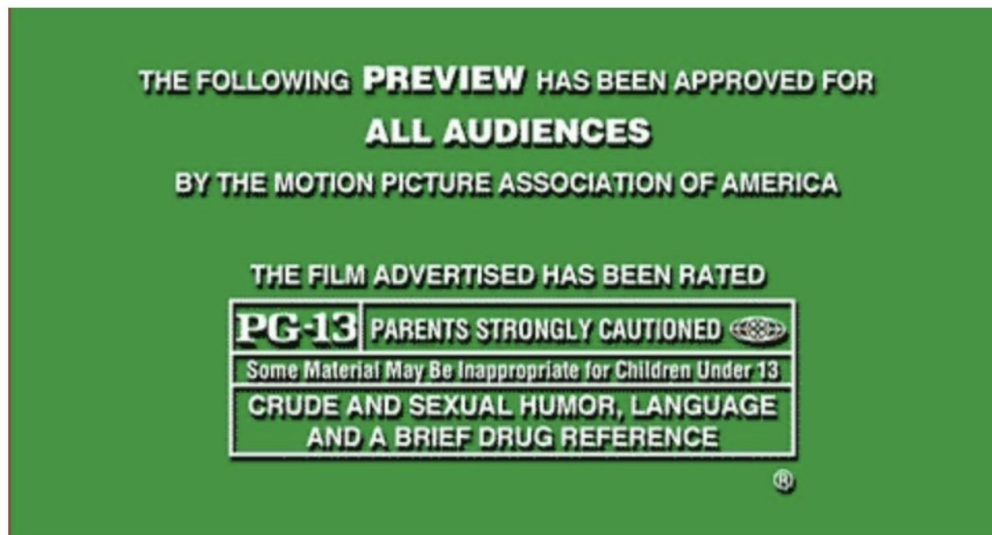 THE FOLLOWING PREVIEW HAS BEEN APPROVED FOR
ALL AUDIENCES
BY THE MOTION PICTURE ASSOCIATION OF AMERICA
THE FILM ADVERTISED HAS BEEN RATED
PG-13 PARENTS STRONGLY CAUTIONED
Some Material May Be Inappropriate for Children Under 13
CRUDE AND SEXUAL HUMOR, LANGUAGE
AND A BRIEF DRUG REFERENCE
®